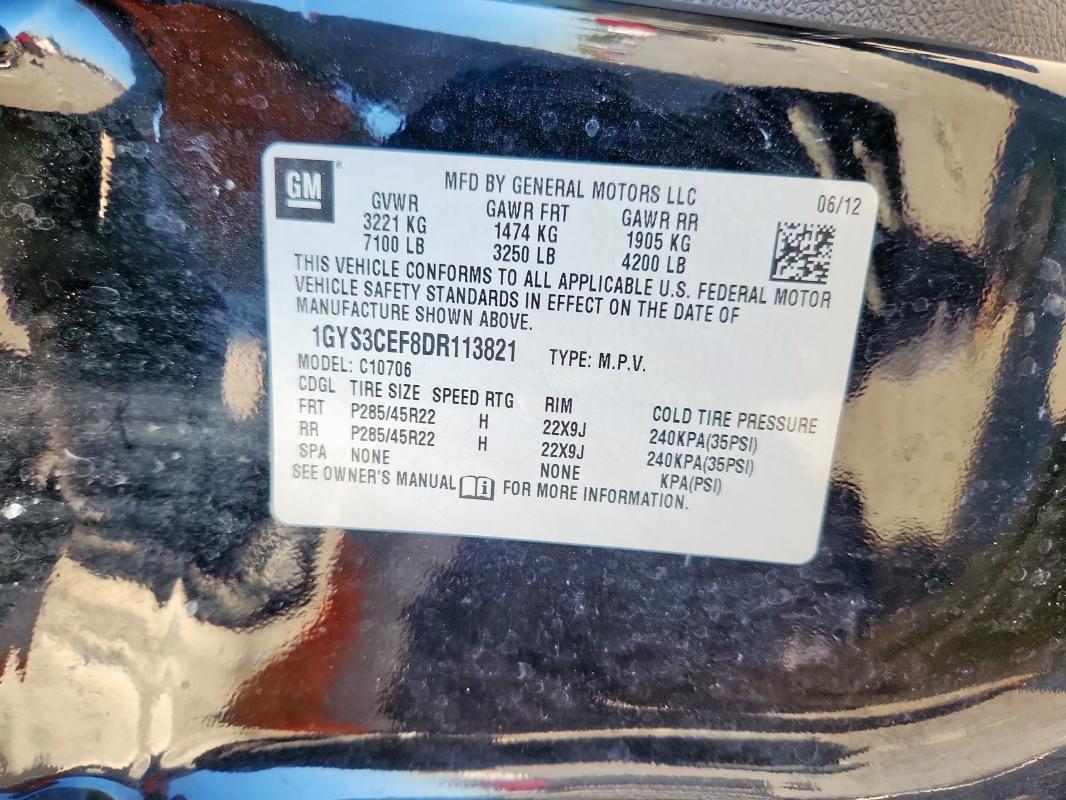 GM ®
MFD BY GENERAL MOTORS LLC
06/12
GVWR GAWR FRT GAWR RR
3221 KG 1474 KG 1905 KG
7100 LB 3250 LB 4200 LB
THIS VEHICLE CONFORMS TO ALL APPLICABLE U.S. FEDERAL MOTOR
VEHICLE SAFETY STANDARDS IN EFFECT ON THE DATE OF
MANUFACTURE SHOWN ABOVE.
1GYS3CEF8DR113821 TYPE: M.P.V.
MODEL: C10706
CDGL TIRE SIZE SPEED RTG RIM COLD TIRE PRESSURE
FRT P285/45R22 H 22X9J 240KPA(35PSI)
RR P285/45R22 H 22X9J 240KPA(35PSI)
SPA NONE NONE KPA(PSI)
SEE OWNER'S MANUAL FOR MORE INFORMATION.